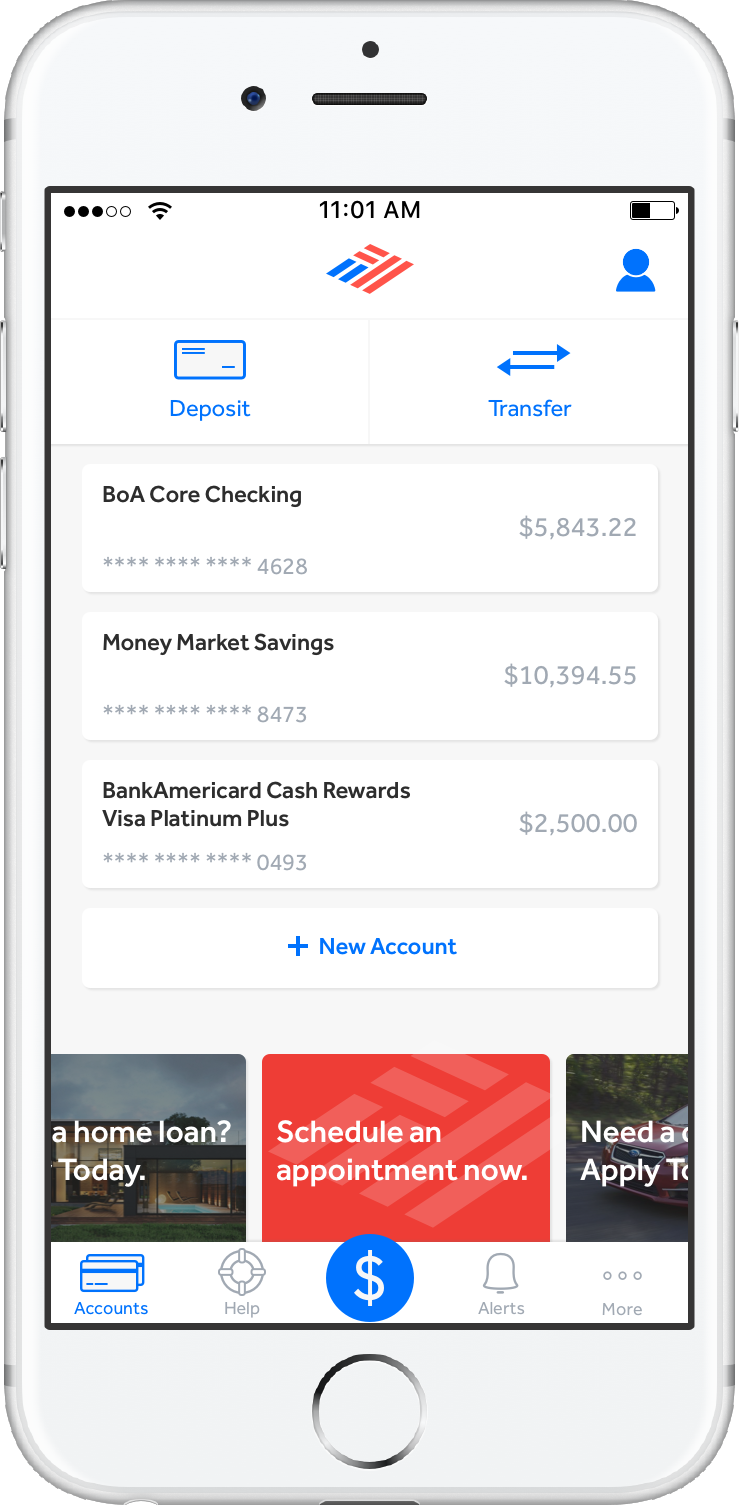 11:01 AM
Deposit
Transfer
BoA Core Checking
$5,843.22
**** **** **** 4628
Money Market Savings
$10,394.55
**** **** **** 8473
BankAmericard Cash Rewards
Visa Platinum Plus
$2,500.00
**** **** **** 0493
+ New Account
a home loan?
Today.
Schedule an
appointment now.
Need a
Apply
Accounts
Help
$
Alerts
More